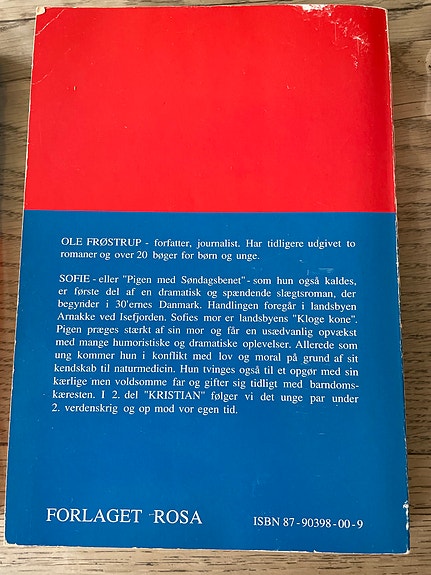 OLE FRØSTRUP - forfatter, journalist. Har tidligere udgivet to
romaner og over 20 bøger for børn og unge.
SOFIE - eller "Pigen med Søndagsbenet" - som hun også kaldes,
er første del af en dramatisk og spændende slægtsroman, der
begynder i 30'ernes Danmark. Handlingen foregår i landsbyen
Arnakke ved Isefjorden. Sofies mor er landsbyens "Kloge kone".
Pigen præges stærkt af sin mor og får en usædvanlig opvækst
med mange humoristiske og dramatiske oplevelser. Allerede som
ung kommer hun i konflikt med lov og moral på grund af sit
kendskab til naturmedicin. Hun tvinges også til et opgør med sin
kærlige men voldsomme far og gifter sig tidligt med barndoms-
kæresten. I 2. del "KRISTIAN" følger vi det unge par under
2. verdenskrig og op mod vor egen tid.
FORLAGET ROSA
ISBN 87-90398-00-9